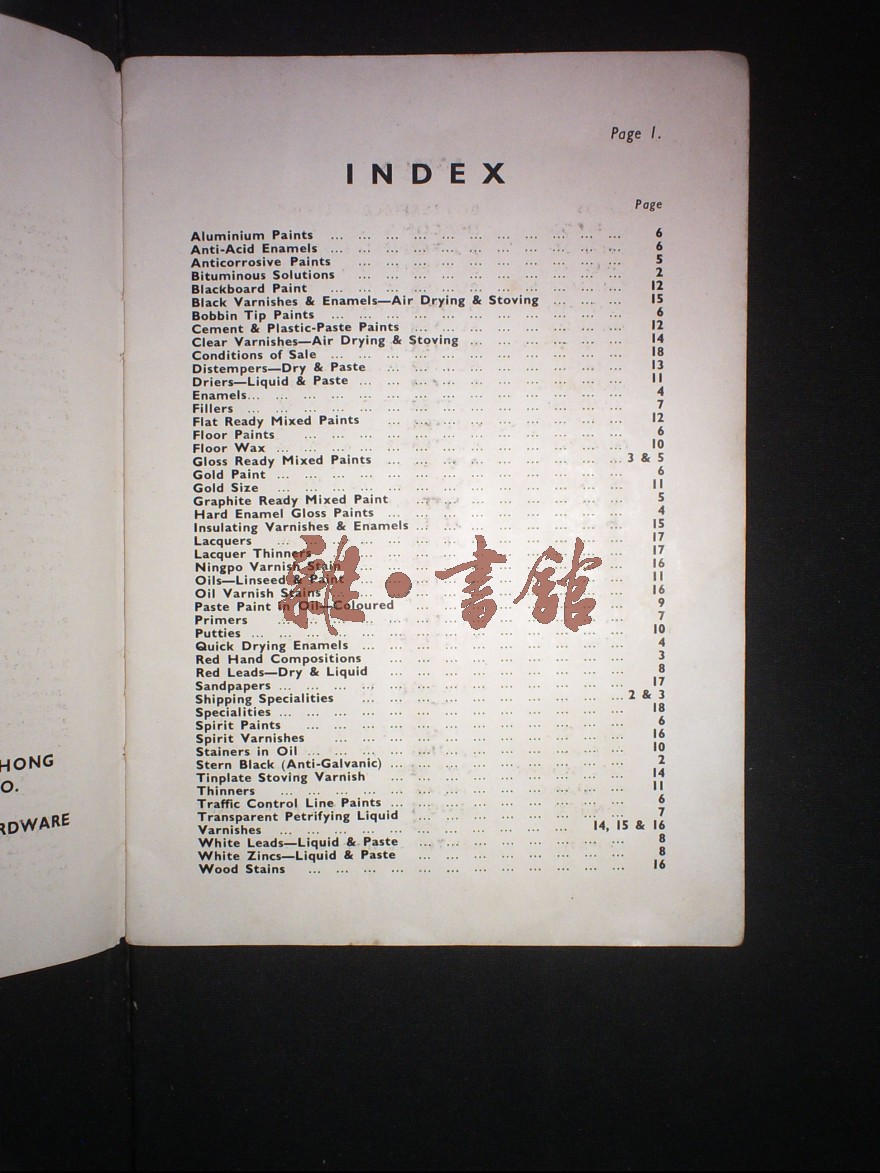 HONG
O.
RDWARE
Page 1.
INDEX
Page
Aluminium Paints ... 6
Anti-Acid Enamels ... 6
Anticorrosive Paints ... 5
Bituminous Solutions ... 2
Blackboard Paint ... 12
Black Varnishes & Enamels—Air Drying & Stoving ... 15
Bobbin Tip Paints ... 6
Cement & Plastic-Paste Paints ... 12
Clear Varnishes—Air Drying & Stoving ... 14
Conditions of Sale ... 18
Distempers—Dry & Paste ... 13
Driers—Liquid & Paste ... 11
Enamels ... 4
Fillers ... 7
Flat Ready Mixed Paints ... 12
Floor Paints ... 6
Floor Wax ... 10
Gloss Ready Mixed Paints ... 3 & 5
Gold Paint ... 6
Gold Size ... 11
Graphite Ready Mixed Paint ... 5
Hard Enamel Gloss Paints ... 4
Insulating Varnishes & Enamels ... 15
Lacquers ... 17
Lacquer Thinners ... 17
Ningpo Varnish Stain ... 16
Oils—Linseed & Paint ... 11
Oil Varnish Stains ... 16
Paste Paint in Oil—Coloured ... 9
Primers ... 7
Putties ... 10
Quick Drying Enamels ... 4
Red Hand Compositions ... 3
Red Leads—Dry & Liquid ... 8
Sandpapers ... 17
Shipping Specialities ... 2 & 3
Specialities ... 18
Spirit Paints ... 6
Spirit Varnishes ... 16
Stainers in Oil ... 10
Stern Black (Anti-Galvanic) ... 2
Tinplate Stoving Varnish ... 14
Thinners ... 11
Traffic Control Line Paints ... 6
Transparent Petrifying Liquid ... 7
Varnishes ... 14, 15 & 16
White Leads—Liquid & Paste ... 8
White Zincs—Liquid & Paste ... 8
Wood Stains ... 16
雜·書館